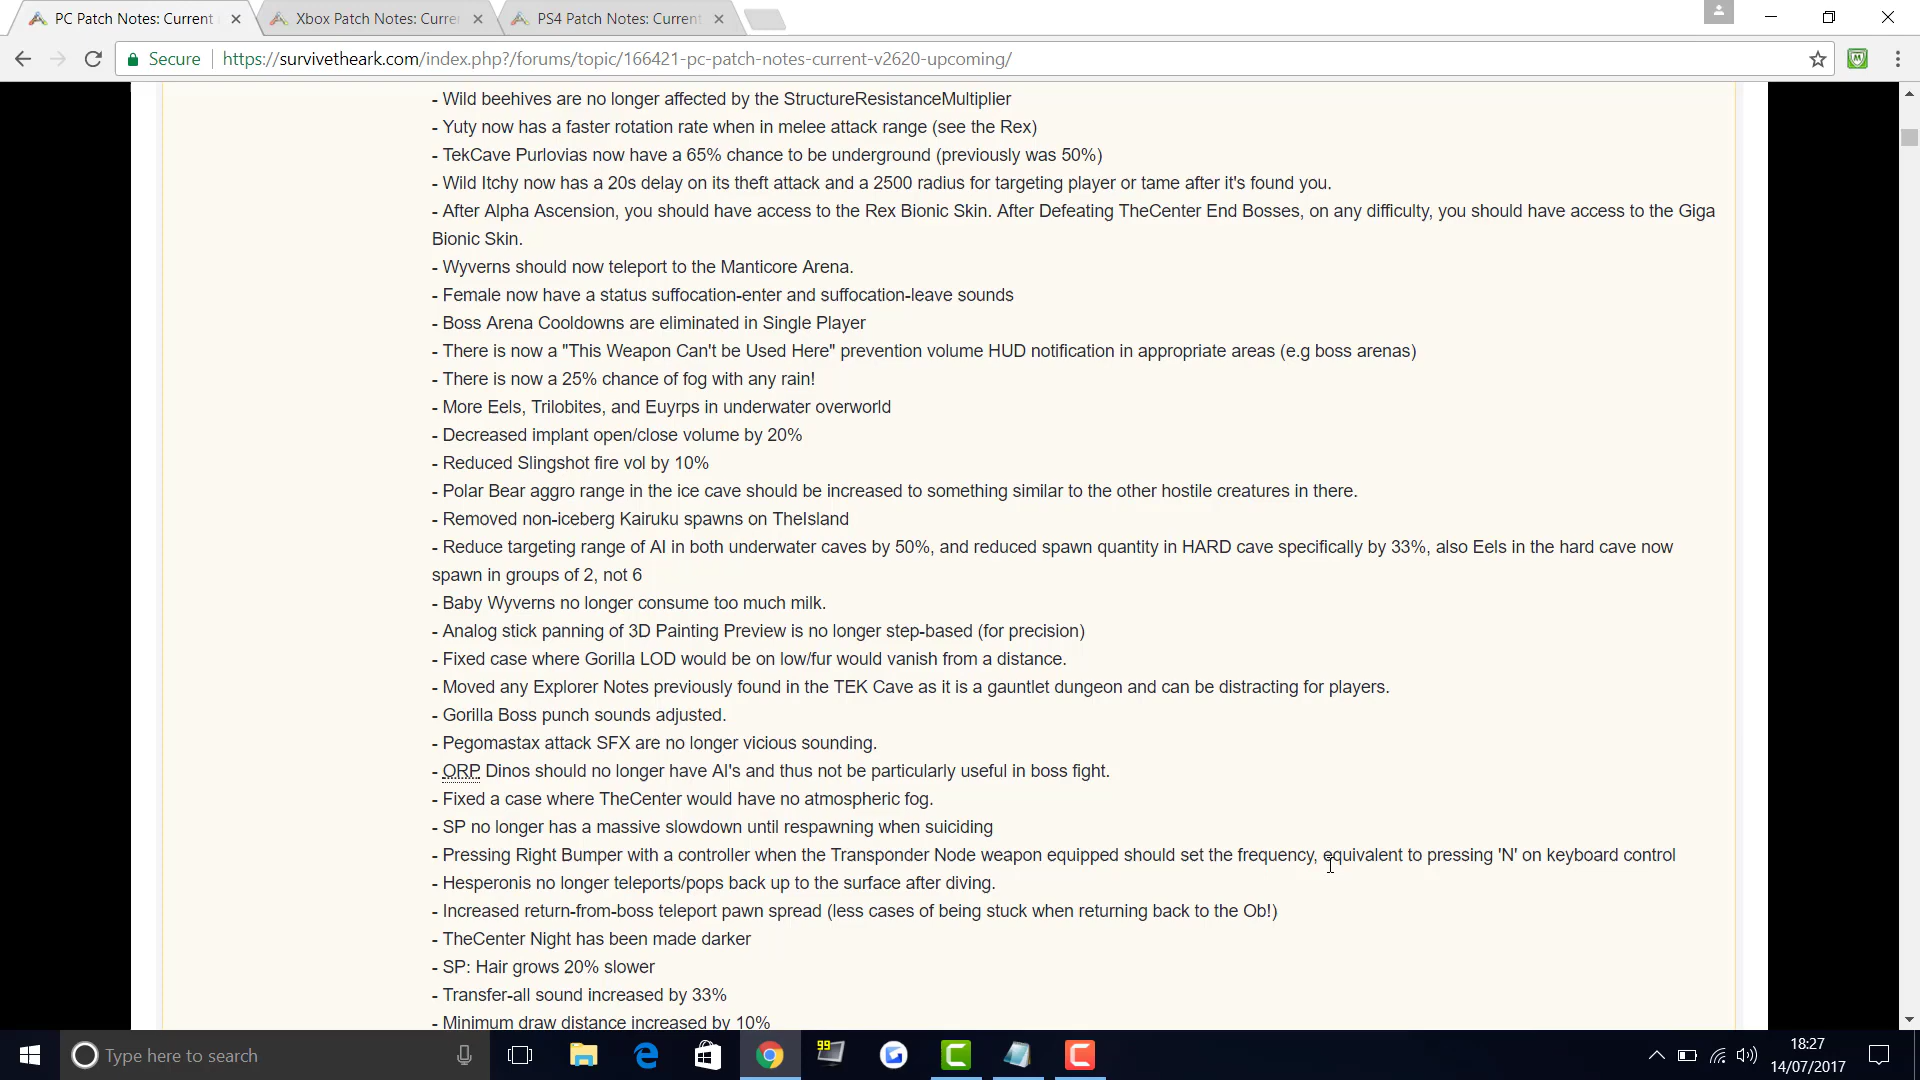 PC Patch Notes: Current
Xbox Patch Notes: Curre
PS4 Patch Notes: Current
Secure https://survivetheark.com/index.php?/forums/topic/166421-pc-patch-notes-current-v2620-upcoming/
- Wild beehives are no longer affected by the StructureResistanceMultiplier
- Yuty now has a faster rotation rate when in melee attack range (see the Rex)
- TekCave Purlovias now have a 65% chance to be underground (previously was 50%)
- Wild Itchy now has a 20s delay on its theft attack and a 2500 radius for targeting player or tame after it's found you.
- After Alpha Ascension, you should have access to the Rex Bionic Skin. After Defeating TheCenter End Bosses, on any difficulty, you should have access to the Giga
Bionic Skin.
- Wyverns should now teleport to the Manticore Arena.
- Female now have a status suffocation-enter and suffocation-leave sounds
- Boss Arena Cooldowns are eliminated in Single Player
- There is now a "This Weapon Can't be Used Here" prevention volume HUD notification in appropriate areas (e.g boss arenas)
- There is now a 25% chance of fog with any rain!
- More Eels, Trilobites, and Euyrps in underwater overworld
- Decreased implant open/close volume by 20%
- Reduced Slingshot fire vol by 10%
- Polar Bear aggro range in the ice cave should be increased to something similar to the other hostile creatures in there.
- Removed non-iceberg Kairuku spawns on TheIsland
- Reduce targeting range of AI in both underwater caves by 50%, and reduced spawn quantity in HARD cave specifically by 33%, also Eels in the hard cave now
spawn in groups of 2, not 6
- Baby Wyverns no longer consume too much milk.
- Analog stick panning of 3D Painting Preview is no longer step-based (for precision)
- Fixed case where Gorilla LOD would be on low/fur would vanish from a distance.
- Moved any Explorer Notes previously found in the TEK Cave as it is a gauntlet dungeon and can be distracting for players.
- Gorilla Boss punch sounds adjusted.
- Pegomastax attack SFX are no longer vicious sounding.
- ORP Dinos should no longer have AI's and thus not be particularly useful in boss fight.
- Fixed a case where TheCenter would have no atmospheric fog.
- SP no longer has a massive slowdown until respawning when suiciding
- Pressing Right Bumper with a controller when the Transponder Node weapon equipped should set the frequency, equivalent to pressing 'N' on keyboard control
- Hesperonis no longer teleports/pops back up to the surface after diving.
- Increased return-from-boss teleport pawn spread (less cases of being stuck when returning back to the Ob!)
- TheCenter Night has been made darker
- SP: Hair grows 20% slower
- Transfer-all sound increased by 33%
- Minimum draw distance increased by 10%
Type here to search
99
18:27
14/07/2017